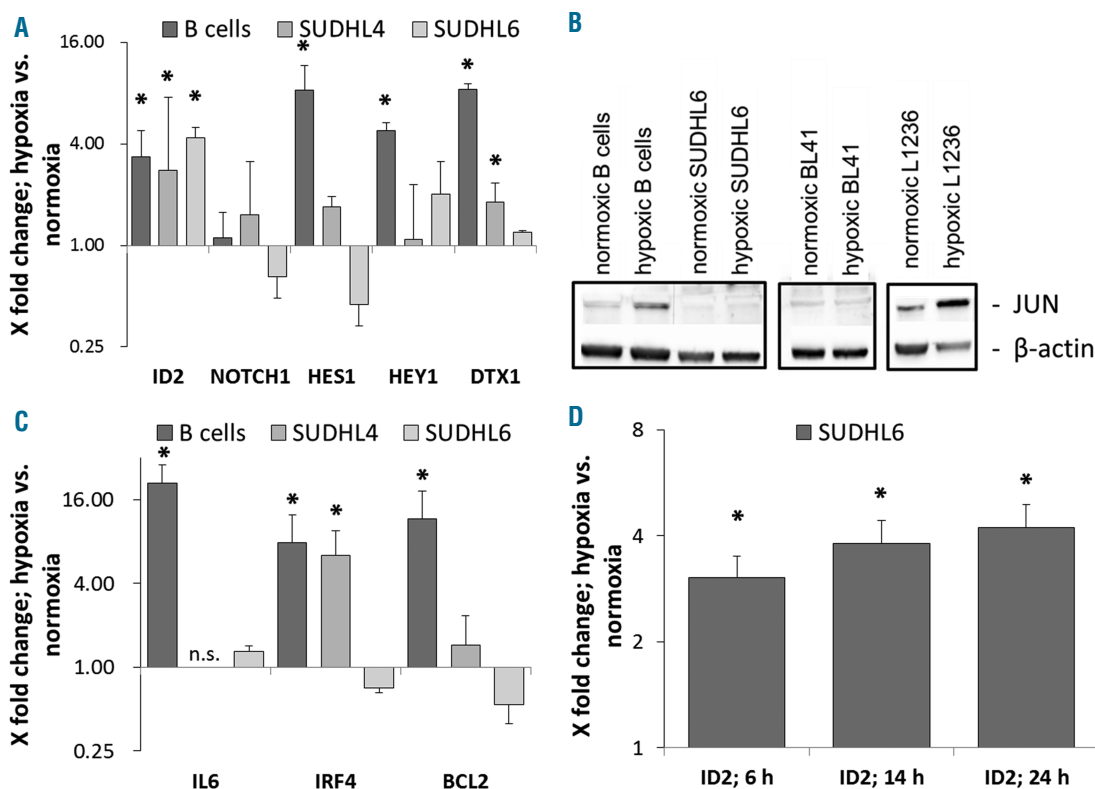 A
B cells SUDHL4 SUDHL6
X fold change; hypoxia vs.
normoxia
16.00
4.00
1.00
0.25
* * * * * * *
ID2 NOTCH1 HES1 HEY1 DTX1
B
normoxic B cells
hypoxic B cells
normoxic SUDHL6
hypoxic SUDHL6
normoxic BL41
hypoxic BL41
normoxic L1236
hypoxic L1236
- JUN
- β-actin
C
B cells SUDHL4 SUDHL6
X fold change; hypoxia vs.
normoxia
16.00
4.00
1.00
0.25
* * * *
n.s.
IL6 IRF4 BCL2
D
SUDHL6
X fold change; hypoxia vs.
normoxia
8
4
2
1
* * *
ID2; 6 h ID2; 14 h ID2; 24 h